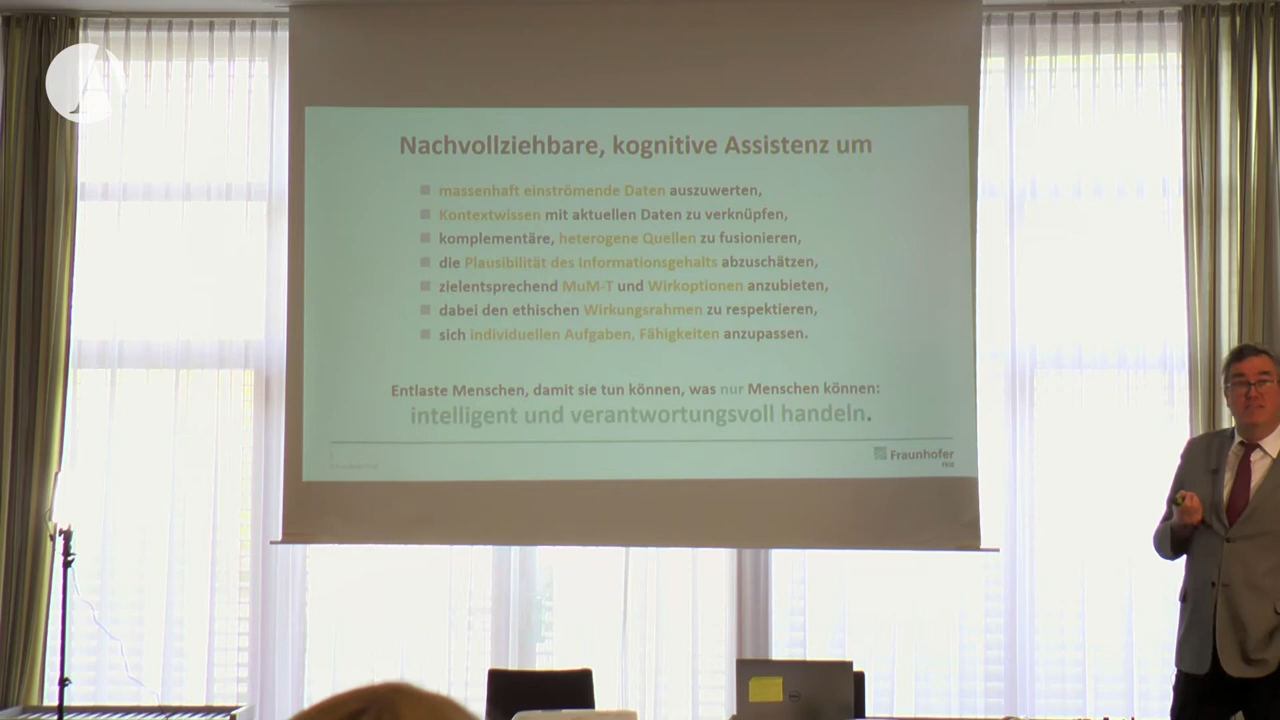 Nachvollziehbare, kognitive Assistenz um
massenhaft einströmende Daten auszuwerten,
Kontextwissen mit aktuellen Daten zu verknüpfen,
komplementäre, heterogene Quellen zu fusionieren,
die Plausibilität des Informationsgehalts abzuschätzen,
zielentsprechend MuM-T und Wirkoptionen anzubieten,
dabei den ethischen Wirkungsrahmen zu respektieren,
sich individuellen Aufgaben, Fähigkeiten anzupassen.
Entlaste Menschen, damit sie tun können, was nur Menschen können:
intelligent und verantwortungsvoll handeln.
Fraunhofer
FKIE
A
DELL